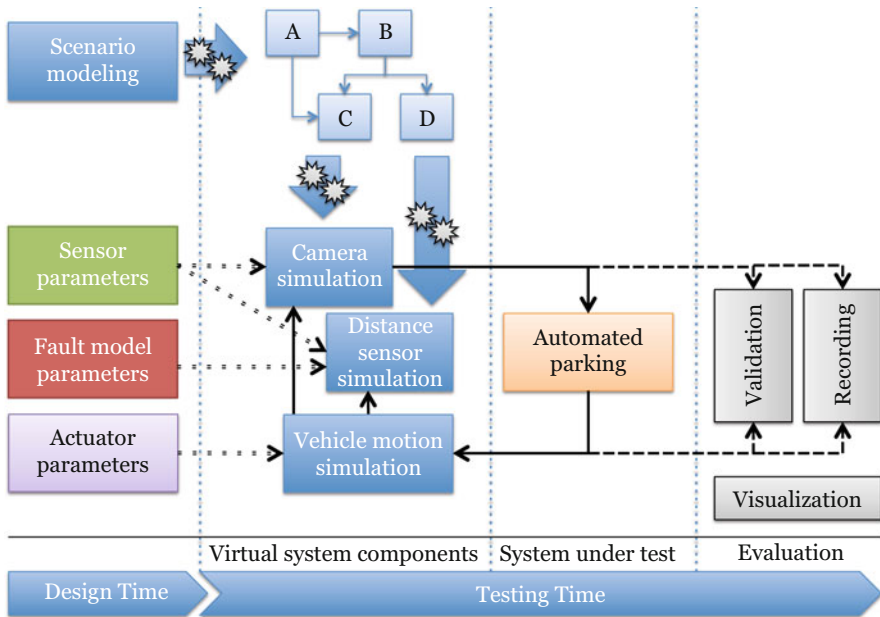 Scenario
modeling
A
B
C
D
Sensor
parameters
Camera
simulation
Fault model
parameters
Distance
sensor
simulation
Automated
parking
Validation
Recording
Actuator
parameters
Vehicle motion
simulation
Visualization
Virtual system components
System under test
Evaluation
Design Time
Testing Time